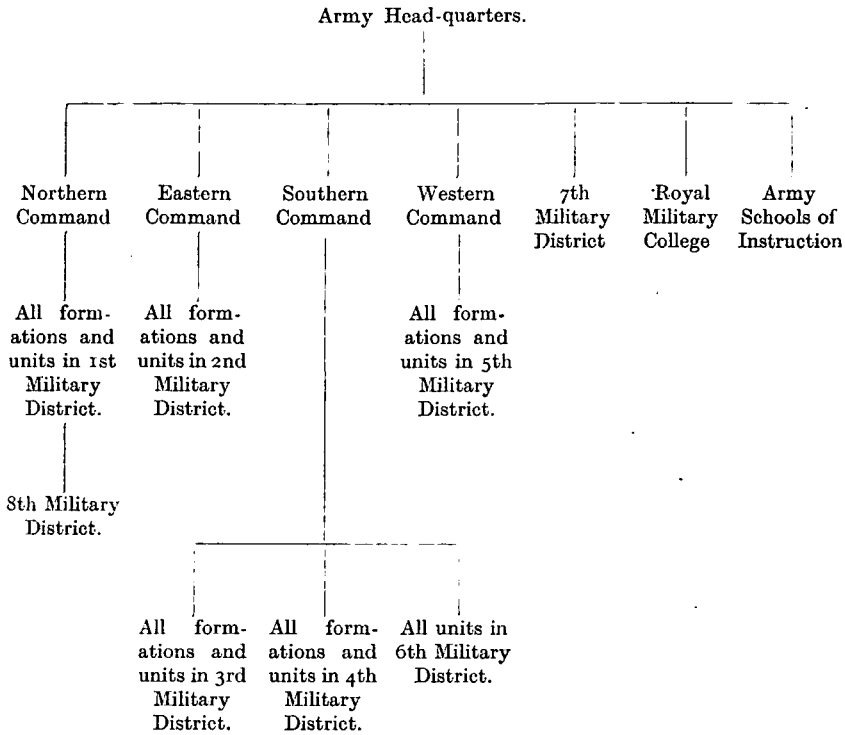 Army Head-quarters.
Northern
Command
Eastern
Command
Southern
Command
Western
Command
7th
Military
District
Royal
Military
College
Army
Schools of
Instruction
All form-
ations and
units in 1st
Military
District.
All form-
ations and
units in 2nd
Military
District.
All form-
ations and
units in 5th
Military
District.
8th Military
District.
All form-
ations and
units in 3rd
Military
District.
All form-
ations and
units in 4th
Military
District.
All units in
6th Military
District.